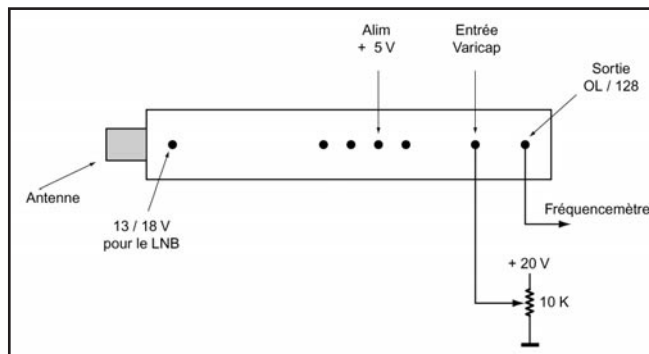 Alim
+ 5 V
Entrée
Varicap
Sortie
OL / 128
Antenne
13 / 18 V
pour le LNB
Fréquencemètre
+ 20 V
10 K